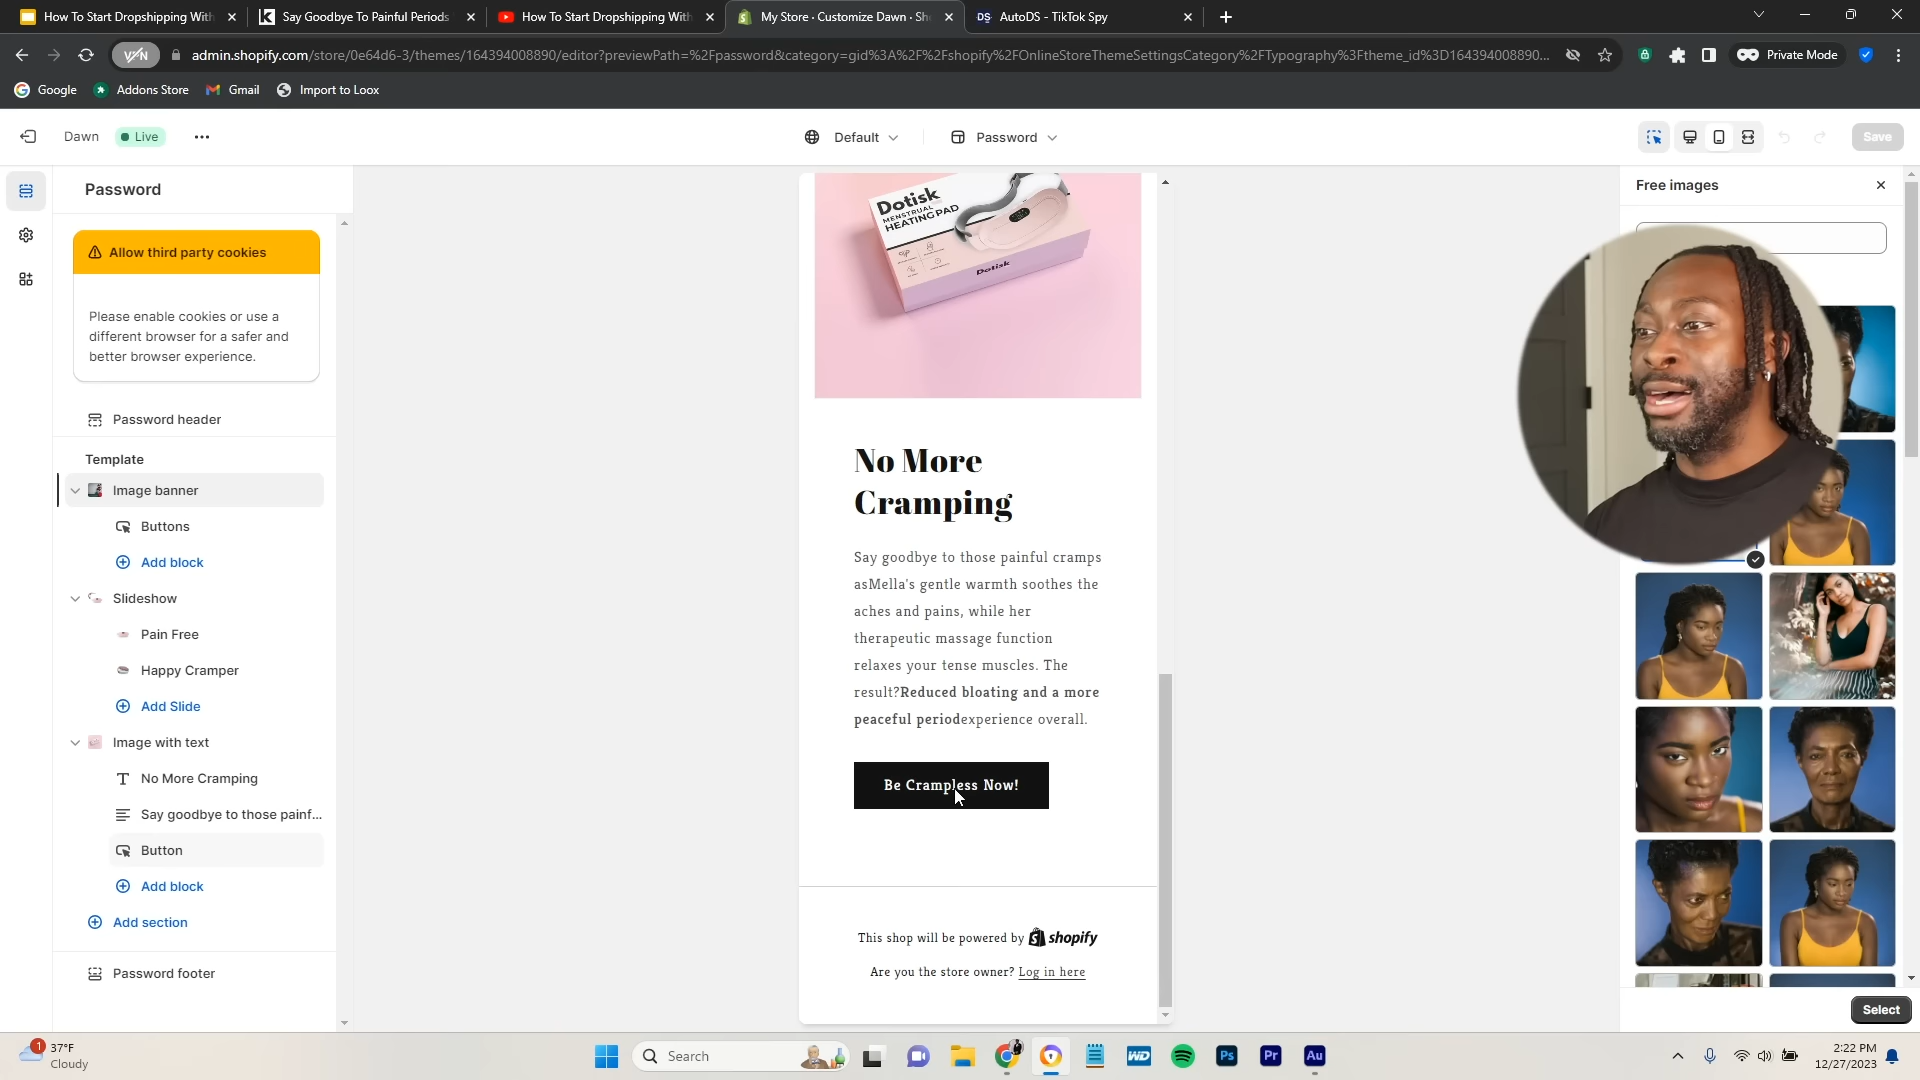 How To Start Dropshipping With
Say Goodbye To Painful Periods
How To Start Dropshipping With
My Store · Customize Dawn · Sh
DS AutoDS - TikTok Spy
VPN
admin.shopify.com/store/0e64d6-3/themes/164394008890/editor?previewPath=%2Fpassword&category=gid%3A%2F%2Fshopify%2FOnlineStoreThemeSettingsCategory%2FTypography%3Ftheme_id%3D164394008890...
Private Mode
Google
Addons Store
Gmail
Import to Loox
Dawn
Live
Default
Password
Save
Password
Allow third party cookies
Please enable cookies or use a
different browser for a safer and
better browser experience.
Password header
Template
Image banner
Buttons
Add block
Slideshow
Pain Free
Happy Cramper
Add Slide
Image with text
No More Cramping
Say goodbye to those painf...
Button
Add block
Add section
Password footer
Dotisk
MENSTRUAL
HEATING PAD
Dotisk
No More
Cramping
Say goodbye to those painful cramps
asMella's gentle warmth soothes the
aches and pains, while her
therapeutic massage function
relaxes your tense muscles. The
result?Reduced bloating and a more
peaceful periodexperience overall.
Be Crampless Now!
This shop will be powered by shopify
Are you the store owner? Log in here
Free images
Select
1
37°F
Cloudy
Search
WD
Ps
Pr
Au
2:22 PM
12/27/2023